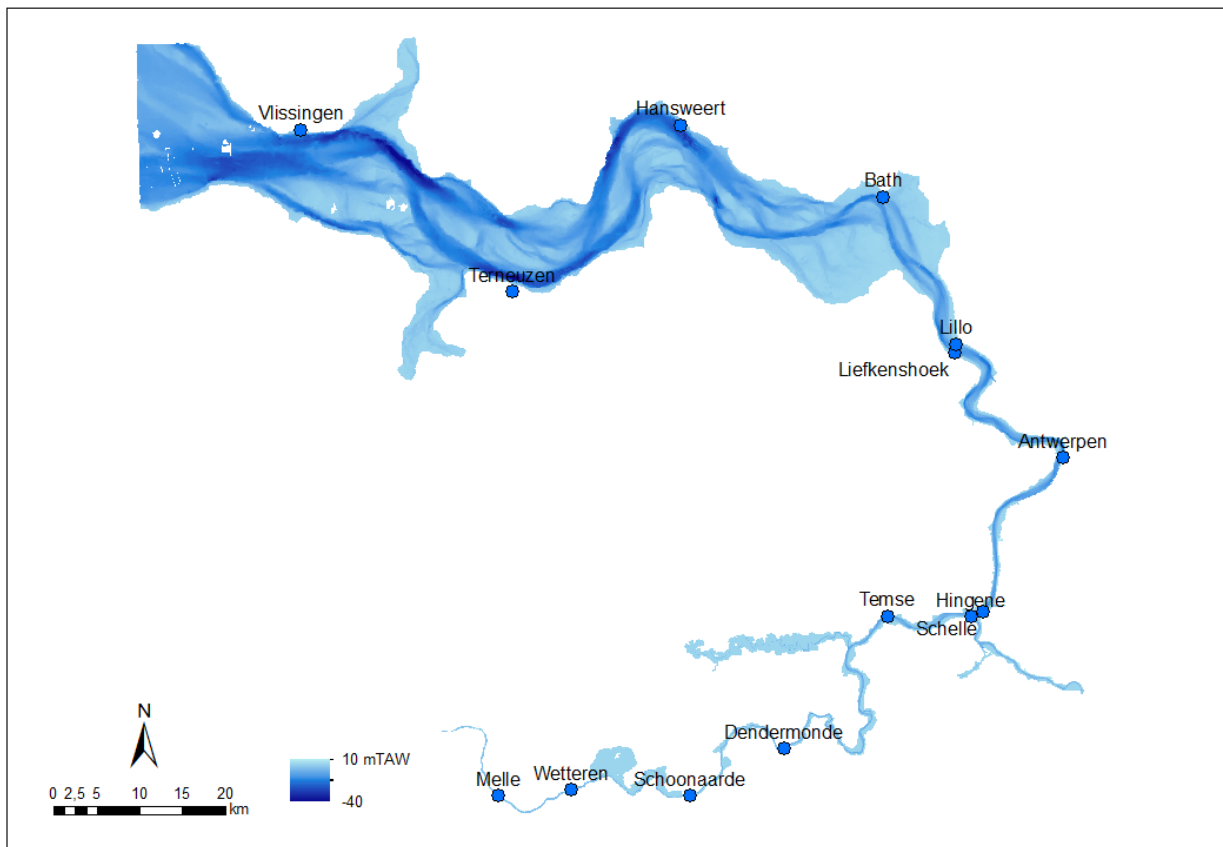 Vlissingen
Hansweert
Bath
Terneuzen
Lillo
Liefkenshoek
Antwerpen
Temse
Hingene
Schelle
Dendermonde
Melle
Wetteren
Schoonaarde
N
10 mTAW
-40
0 2,5 5 10 15 20
km